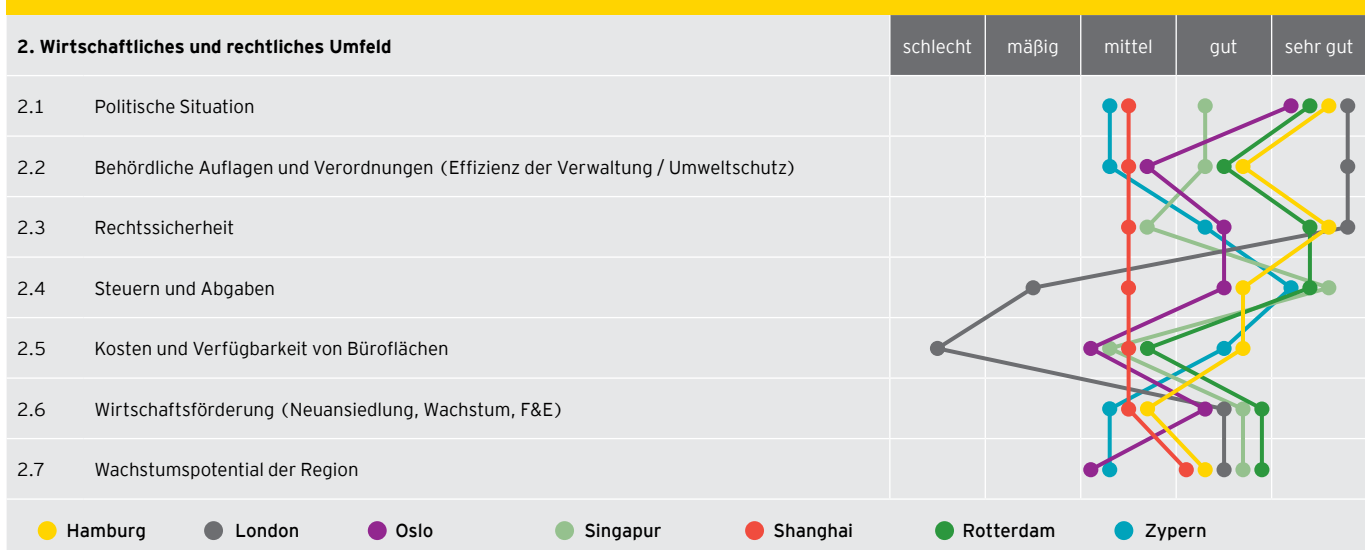 2. Wirtschaftliches und rechtliches Umfeld schlecht mäßig mittel gut sehr gut
2.1 Politische Situation
2.2 Behördliche Auflagen und Verordnungen (Effizienz der Verwaltung / Umweltschutz)
2.3 Rechtssicherheit
2.4 Steuern und Abgaben
2.5 Kosten und Verfügbarkeit von Büroflächen
2.6 Wirtschaftsförderung (Neuansiedlung, Wachstum, F&E)
2.7 Wachstumspotential der Region
Hamburg London Oslo Singapur Shanghai Rotterdam Zypern